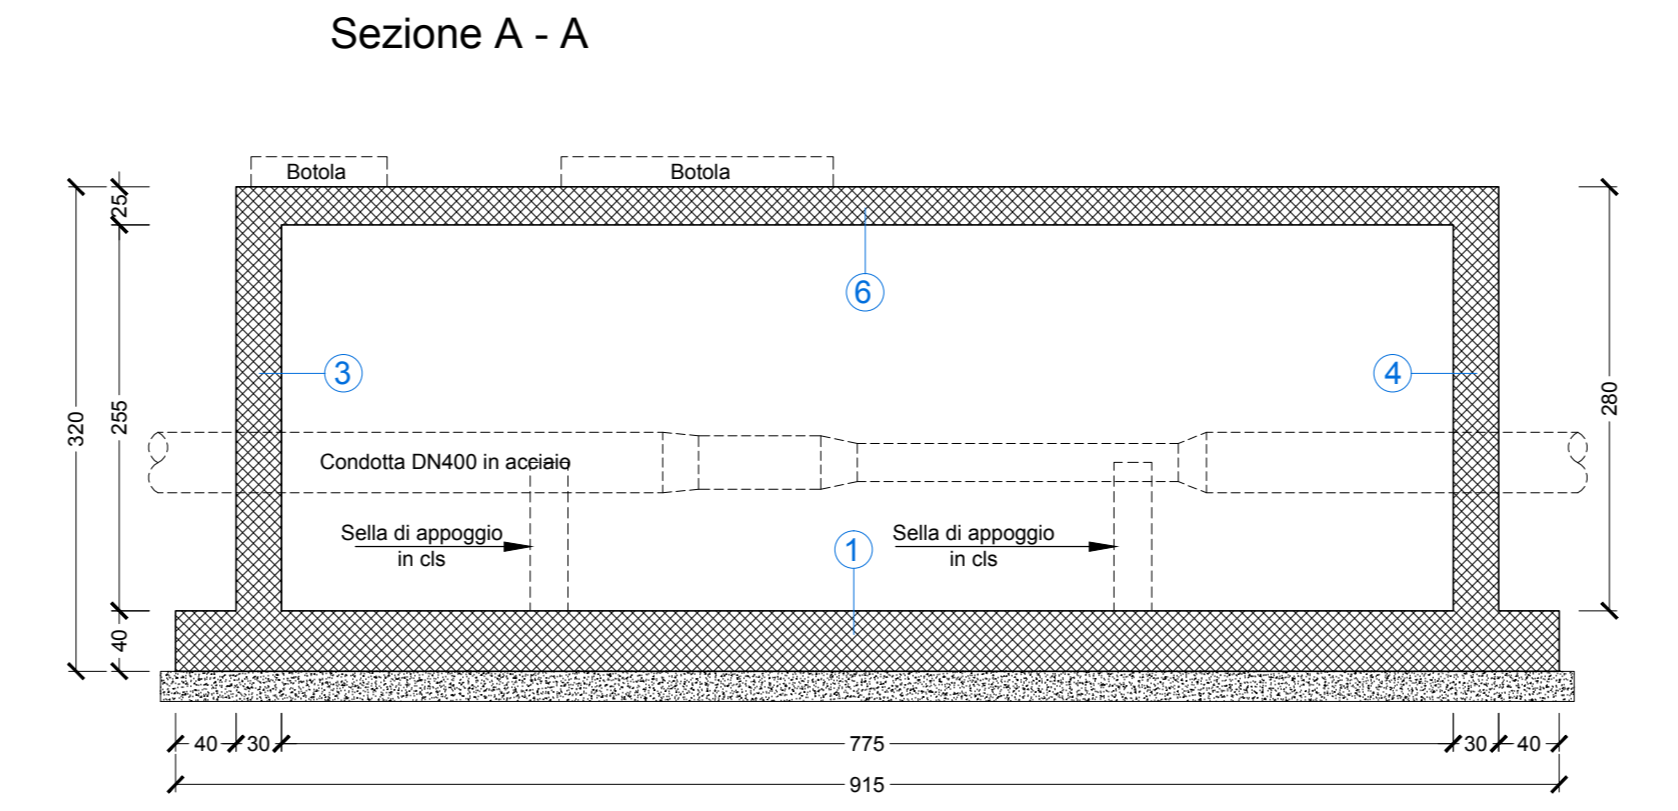 Sezione A - A
Botola
Botola
25
6
3
4
320
255
280
Condotta DN400 in acciaio
Sella di appoggio
in cls
Sella di appoggio
in cls
1
40
40
30
775
30
40
915